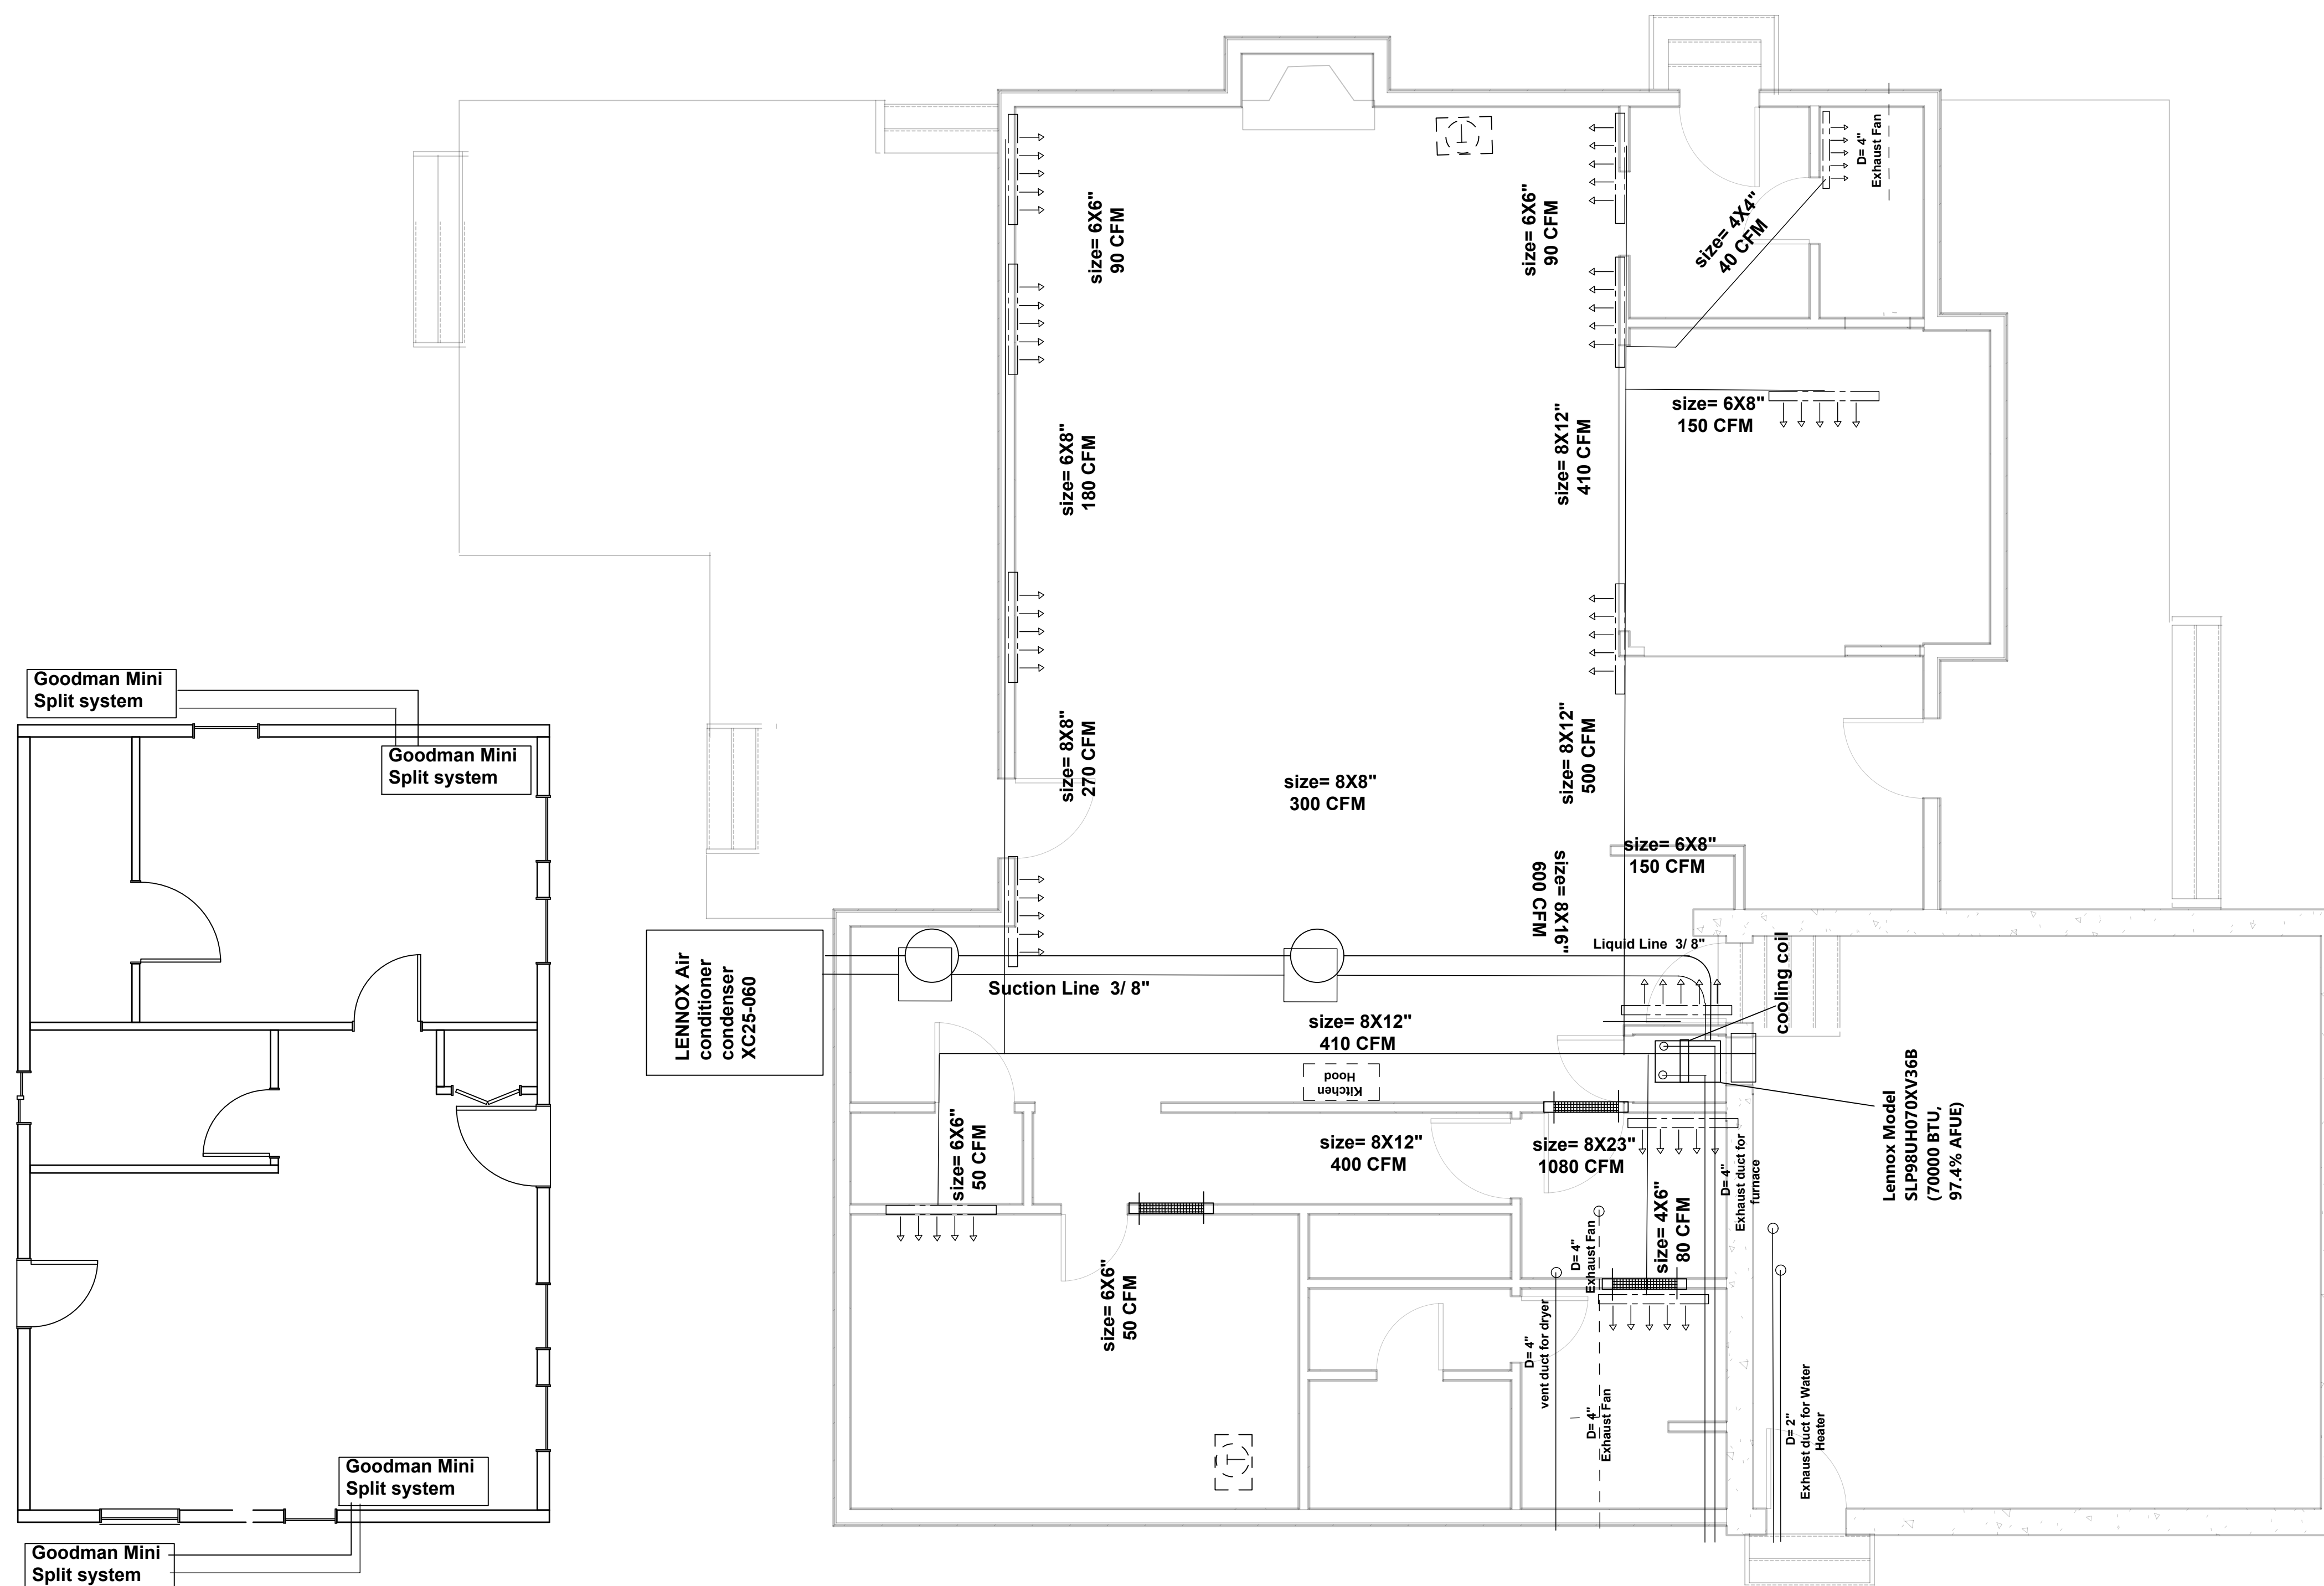 D= 4"
Exhaust Fan
size= 6X6"
90 CFM
size= 6X6"
90 CFM
size= 4X4"
40 CFM
size= 6X8"
150 CFM
size= 6X8"
180 CFM
size= 8X12"
410 CFM
Goodman Mini
Split system
Goodman Mini
Split system
size= 8X8"
270 CFM
size= 8X8"
300 CFM
size= 8X12"
500 CFM
size= 6X8"
150 CFM
size= 8X16"
600 CFM
LENNOX Air
conditioner
condenser
XC25-060
Liquid Line 3/ 8"
Suction Line 3/ 8"
cooling coil
size= 8X12"
410 CFM
Kitchen
Hood
Lennox Model
SLP98UH070XV36B
(70000 BTU,
97.4% AFUE)
size= 6X6"
50 CFM
size= 8X12"
400 CFM
size= 8X23"
1080 CFM
D= 4"
Exhaust duct for
furnace
size= 4X6"
80 CFM
D= 4"
Exhaust Fan
size= 6X6"
50 CFM
D= 4"
vent duct for dryer
D= 4"
Exhaust Fan
D= 2"
Exhaust duct for Water
Heater
Goodman Mini
Split system
Goodman Mini
Split system
T
T